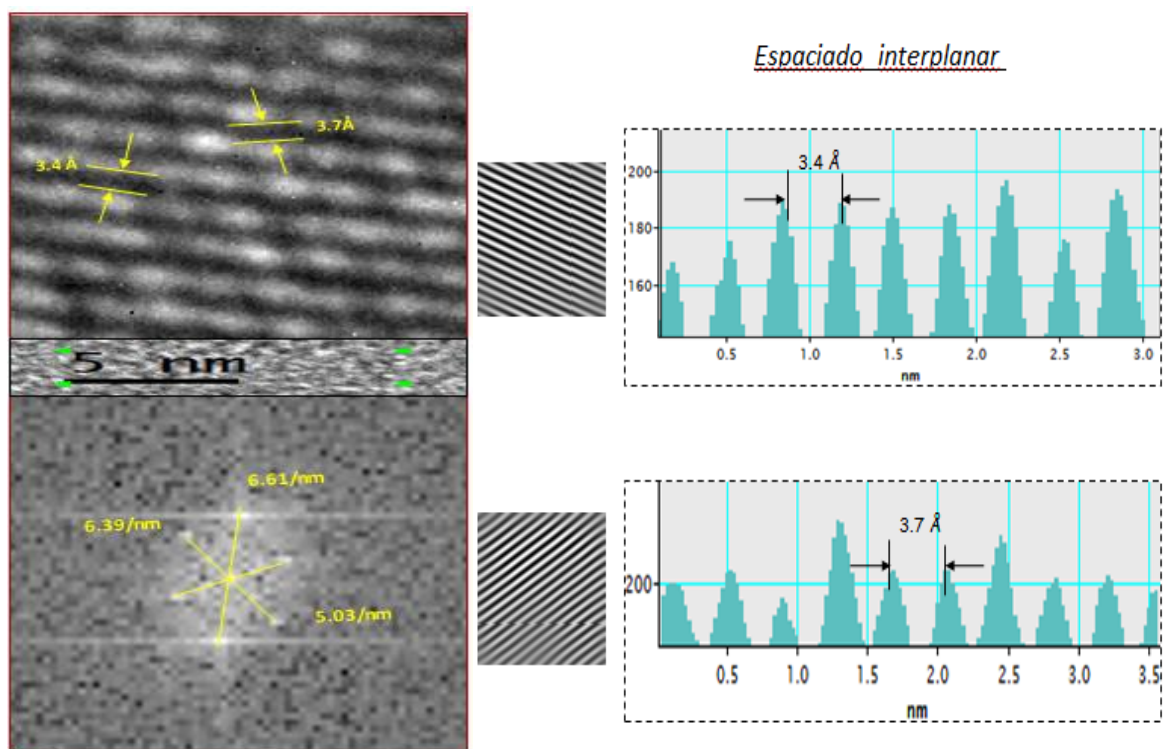 Espaciado interplanar
3.7Å
3.4 Å
5 nm
6.61/nm
6.39/nm
5.03/nm
200
180
160
3.4 Å
0.5 1.0 1.5 2.0 2.5 3.0
nm
200
3.7 Å
0.5 1.0 1.5 2.0 2.5 3.0 3.5
nm